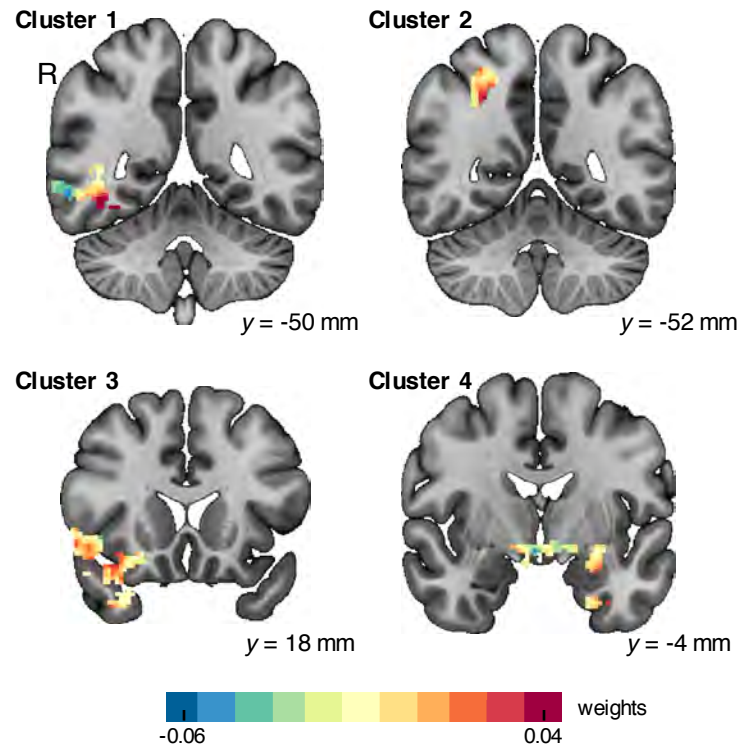 Cluster 1
R
y = -50 mm
Cluster 2
y = -52 mm
Cluster 3
y = 18 mm
Cluster 4
y = -4 mm
weights
-0.06
0.04